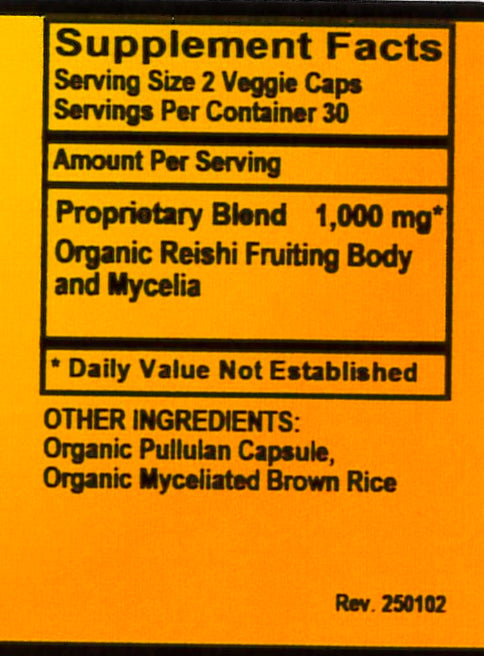 Supplement Facts
Serving Size 2 Veggie Caps
Servings Per Container 30
Amount Per Serving
Proprietary Blend 1,000 mg*
Organic Reishi Fruiting Body
and Mycelia
* Daily Value Not Established
OTHER INGREDIENTS:
Organic Pullulan Capsule,
Organic Myceliated Brown Rice
Rev. 250102